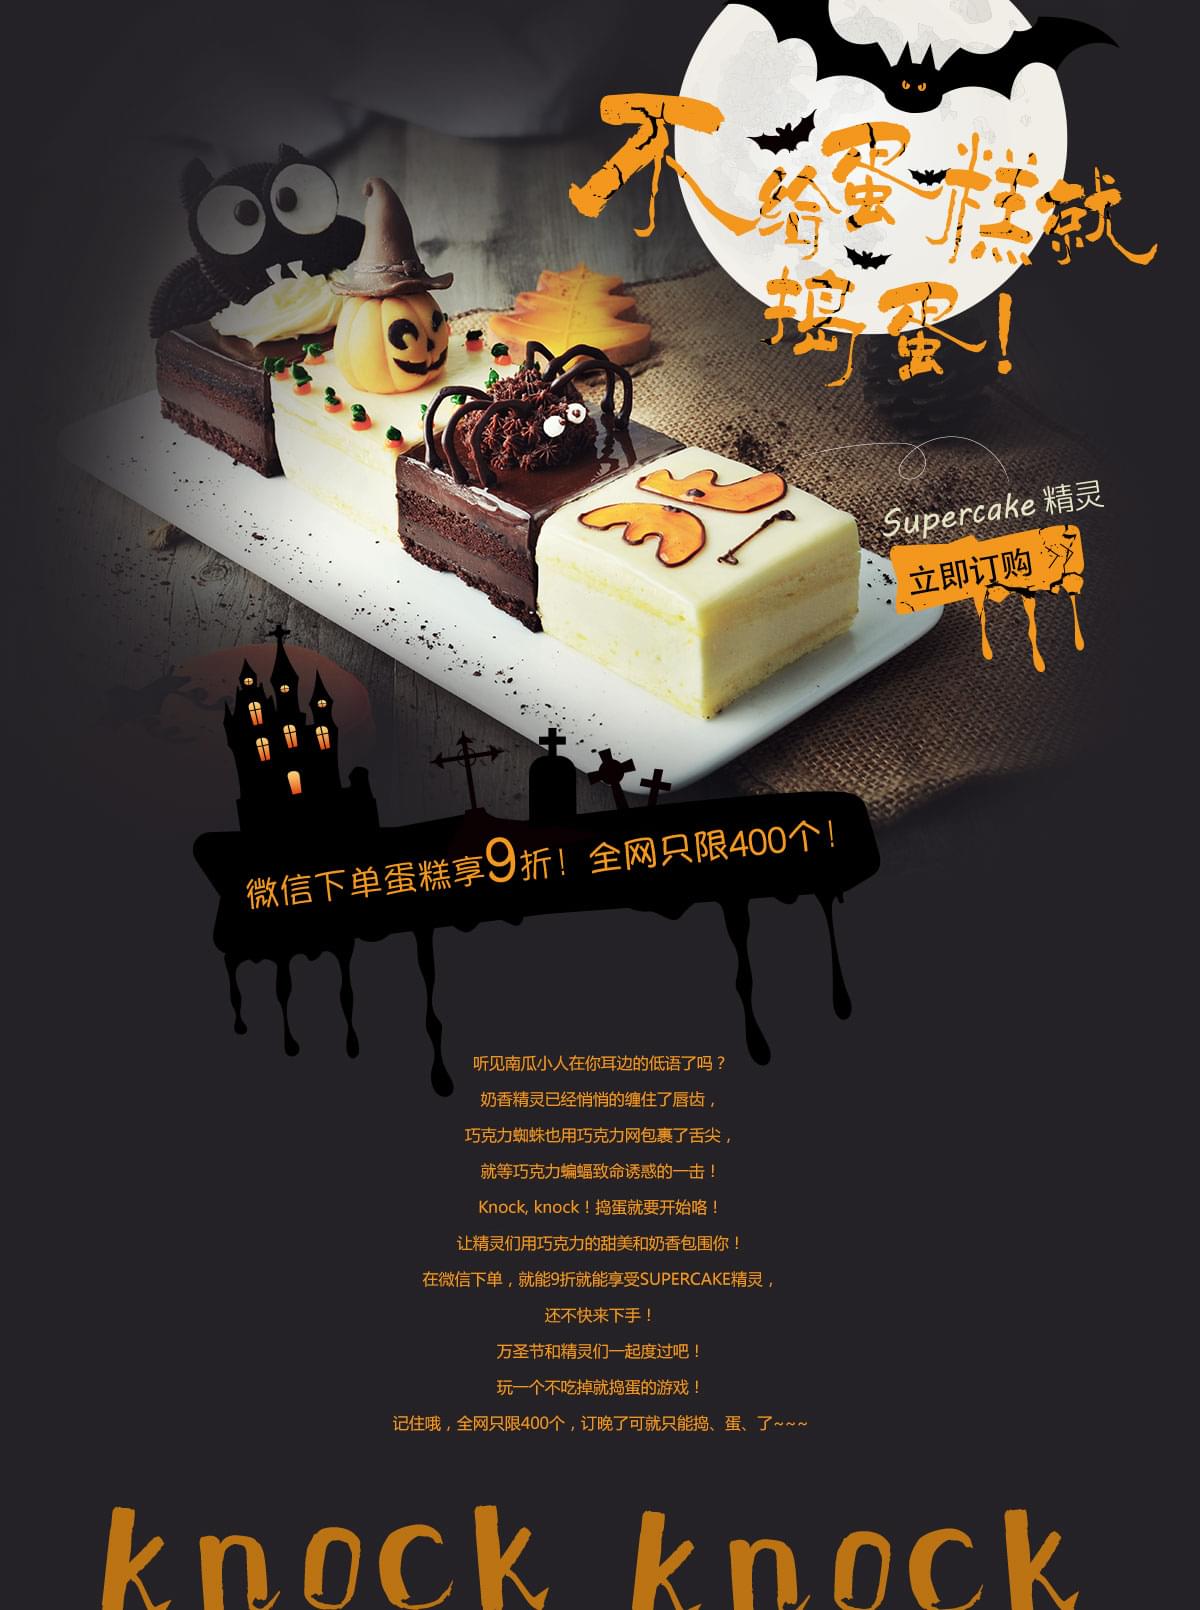 不给蛋糕就
捣蛋！
Supercake 精灵
立即订购
微信下单蛋糕享9折！全网只限400个！
听见南瓜小人在你耳边的低语了吗？
奶香精灵已经悄悄的缠住了唇齿，
巧克力蜘蛛也用巧克力网包裹了舌尖，
就等巧克力蝙蝠致命诱惑的一击！
Knock, knock！捣蛋就要开始咯！
让精灵们用巧克力的甜美和奶香包围你！
在微信下单，就能9折就能享受SUPERCAKE精灵，
还不快来下手！
万圣节和精灵们一起度过吧！
玩一个不吃掉就捣蛋的游戏！
记住哦，全网只限400个，订晚了可就只能捣、蛋、了~~~
knock knock